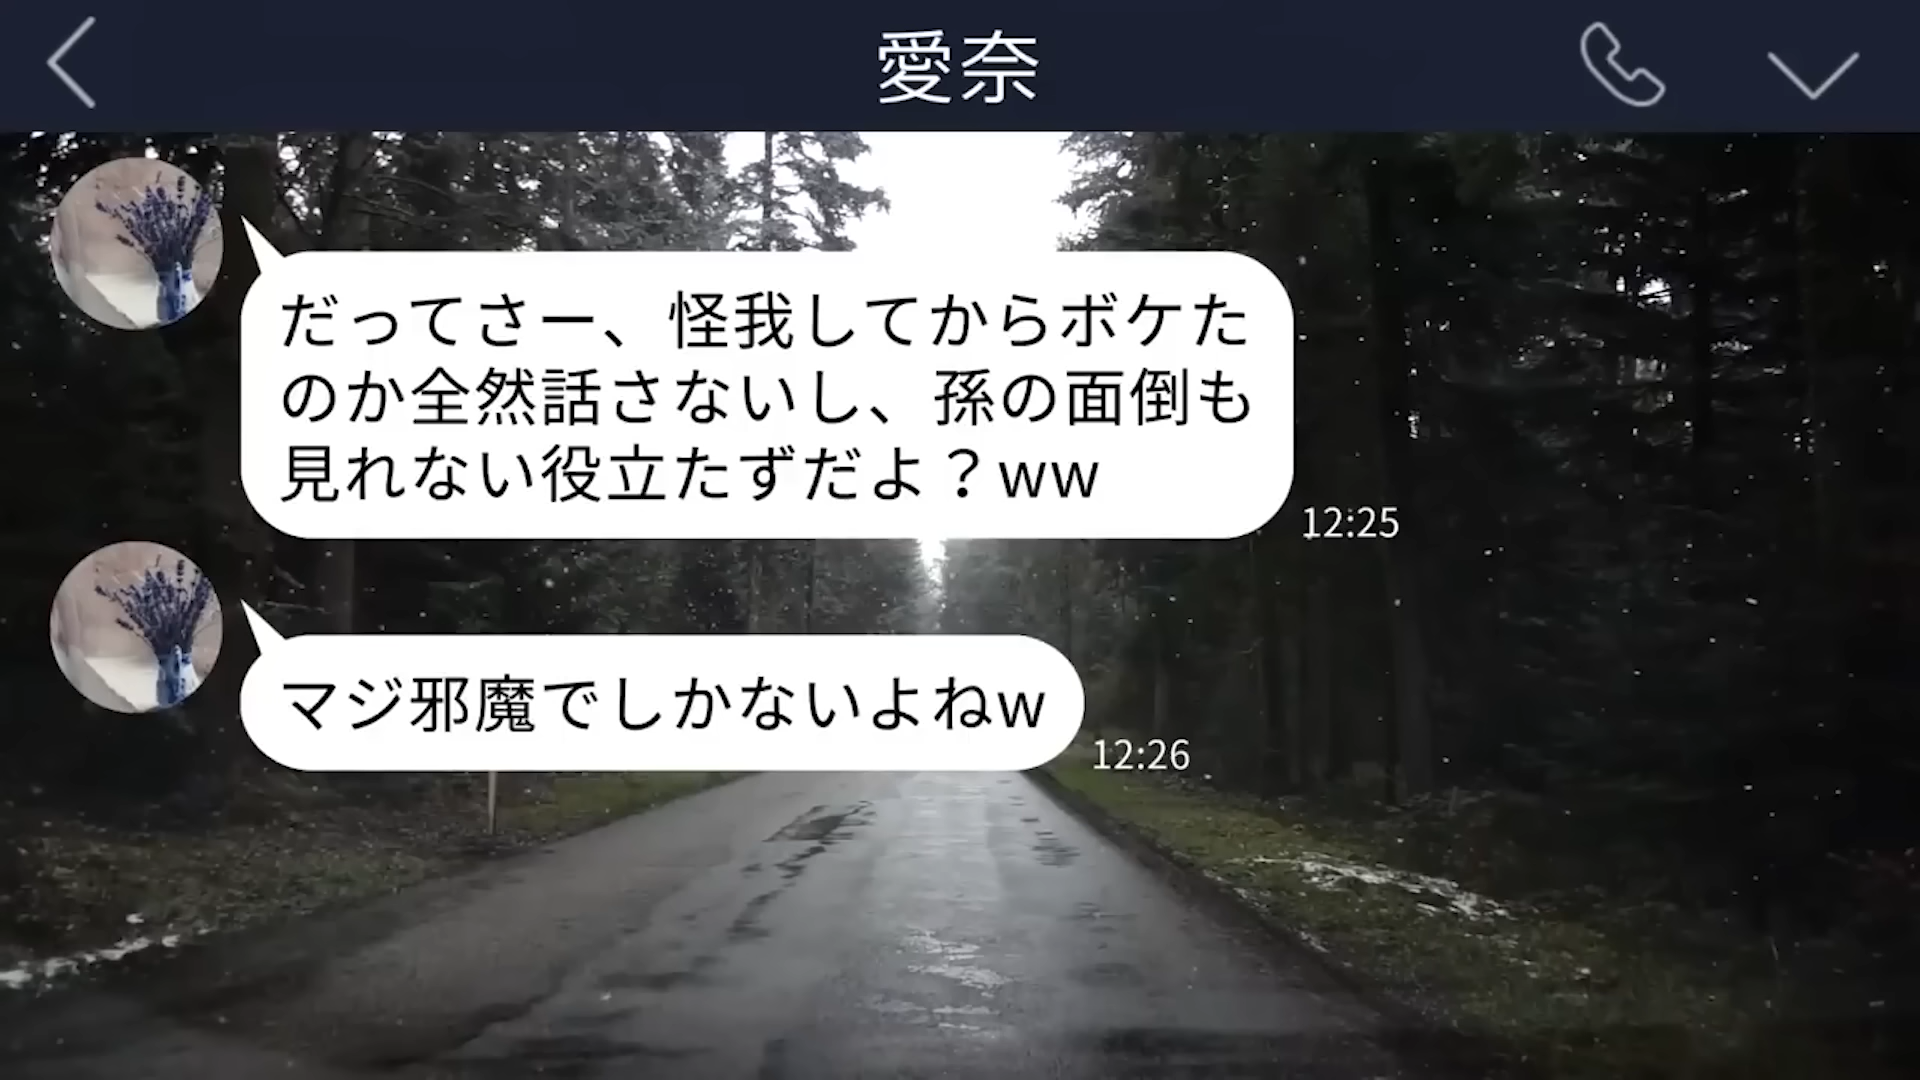 愛奈
だってさー、怪我してからボケた
のか全然話さないし、孫の面倒も
見れない役立たずだよ？ww
12:25
マジ邪魔でしかないよねw
12:26